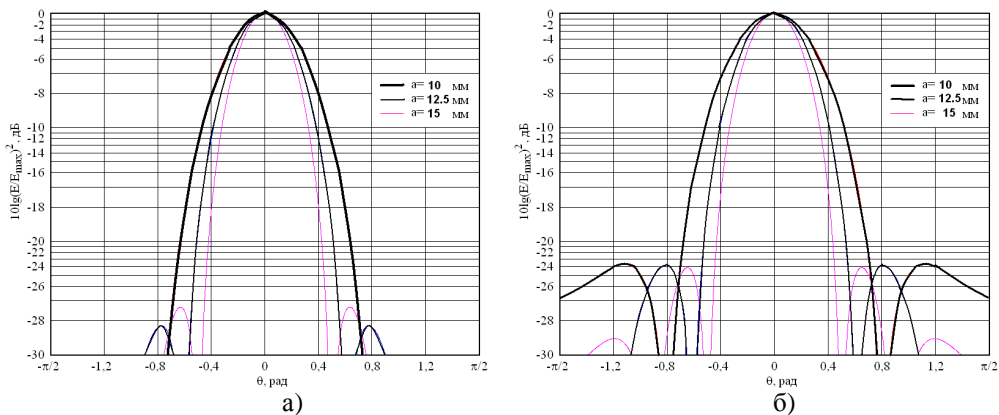 0
-2
-4
-6
-8
-10
-12
-14
-16
-18
-20
-22
-24
-26
-28
-30
10lg(E/E_max)², дБ
a= 10 мм
a= 12.5 мм
a= 15 мм
-π/2 -1,2 -0,8 -0,4 0 0,4 0,8 1,2 π/2
θ, рад
а)
0
-2
-4
-6
-8
-10
-12
-14
-16
-18
-20
-22
-24
-26
-28
-30
10lg(E/E_max)², дБ
a= 10 мм
a= 12.5 мм
a= 15 мм
-π/2 -1,2 -0,8 -0,4 0 0,4 0,8 1,2 π/2
θ, рад
б)